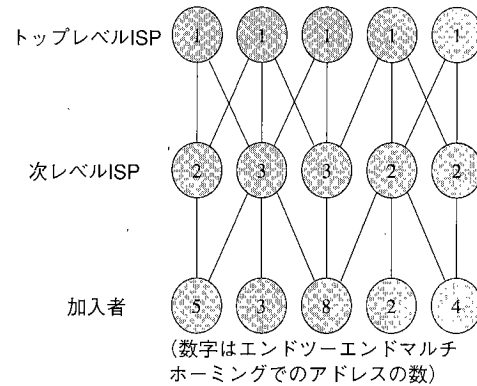 トップレベルISP 1 1 1 1 1
次レベルISP 2 3 3 2 2
加入者 5 3 8 2 4
(数字はエンドツーエンドマルチ
ホーミングでのアドレスの数)